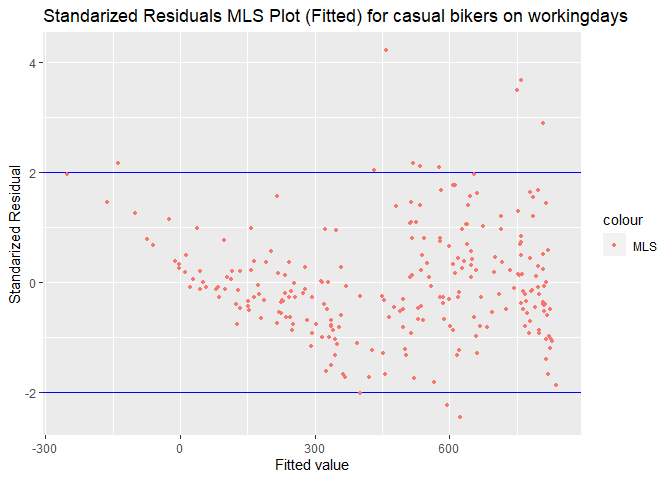 Standarized Residuals MLS Plot (Fitted) for casual bikers on workingdays
Standarized Residual
4
2
0
-2
-300
0
300
600
Fitted value
colour
MLS